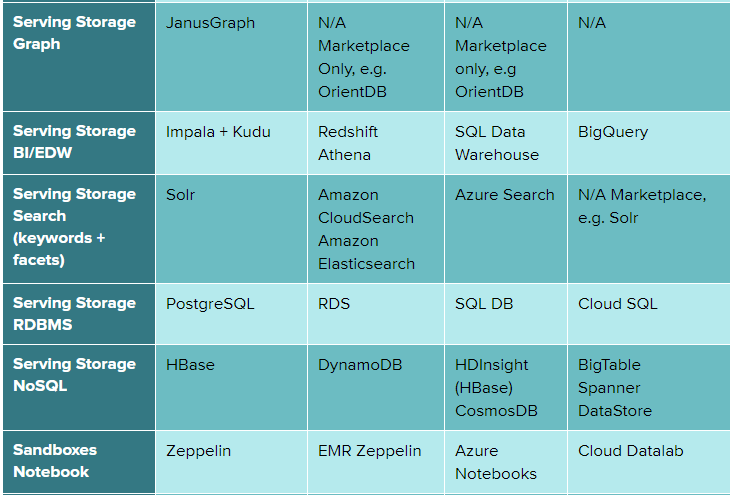 Serving Storage Graph
JanusGraph
N/A
Marketplace
Only, e.g.
OrientDB
N/A
Marketplace
only, e.g
OrientDB
N/A
Serving Storage
BI/EDW
Impala + Kudu
Redshift
Athena
SQL Data
Warehouse
BigQuery
Serving Storage
Search
(keywords +
facets)
Solr
Amazon
CloudSearch
Amazon
Elasticsearch
Azure Search
N/A Marketplace,
e.g. Solr
Serving Storage
RDBMS
PostgreSQL
RDS
SQL DB
Cloud SQL
Serving Storage
NoSQL
HBase
DynamoDB
HDInsight
(HBase)
CosmosDB
BigTable
Spanner
DataStore
Sandboxes
Notebook
Zeppelin
EMR Zeppelin
Azure
Notebooks
Cloud Datalab